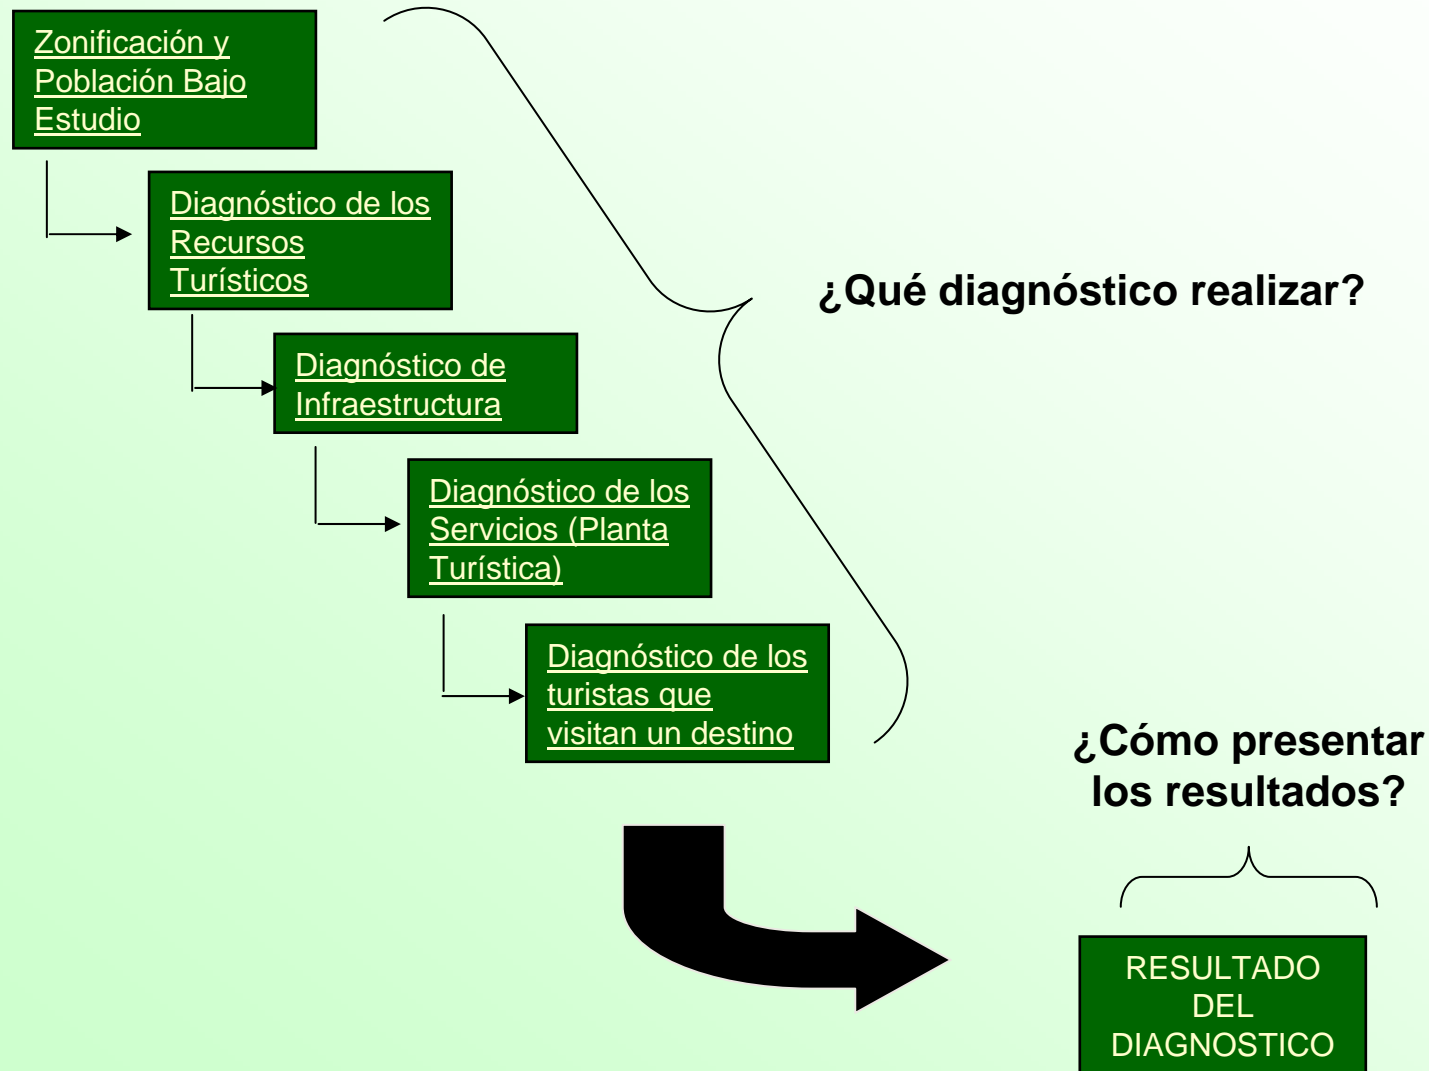 Zonificación y
Población Bajo
Estudio
Diagnóstico de los
Recursos
Turísticos
¿Qué diagnóstico realizar?
Diagnóstico de
Infraestructura
Diagnóstico de los
Servicios (Planta
Turística)
Diagnóstico de los
turistas que
visitan un destino
¿Cómo presentar
los resultados?
RESULTADO
DEL
DIAGNOSTICO